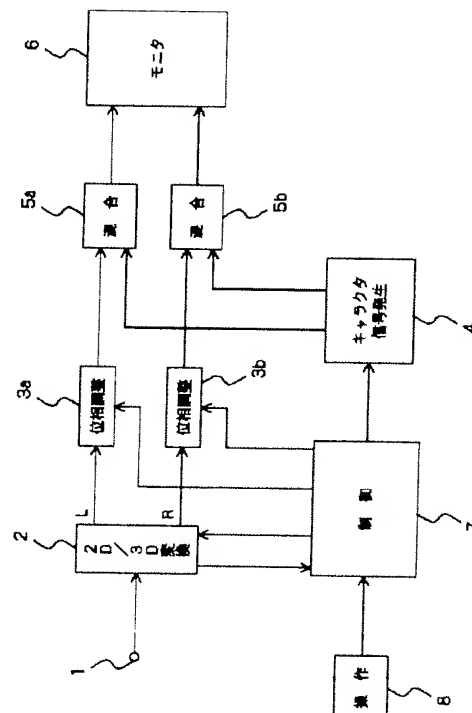 1
2
2D/3D変換
L
R
3a
位相調整
3b
位相調整
5a
混合
5b
混合
6
モニタ
4
キャラクタ
信号発生
7
制御
8
操作